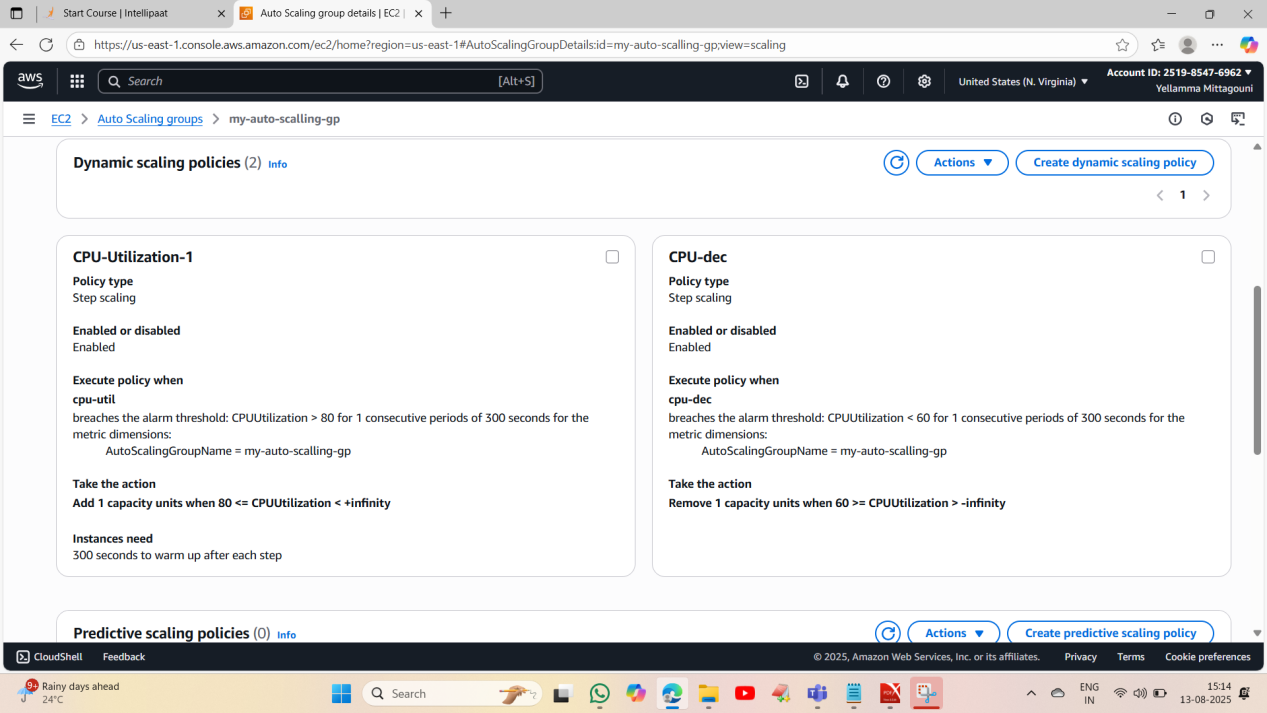 Start Course | Intellipaat
Auto Scaling group details | EC2 |
https://us-east-1.console.aws.amazon.com/ec2/home?region=us-east-1#AutoScalingGroupDetails:id=my-auto-scalling-gp;view=scaling
aws
Search [Alt+S]
United States (N. Virginia)
Account ID: 2519-8547-6962
Yellamma Mittagouni
EC2 > Auto Scaling groups > my-auto-scalling-gp
Dynamic scaling policies (2) Info
Actions
Create dynamic scaling policy
1
CPU-Utilization-1
Policy type
Step scaling
Enabled or disabled
Enabled
Execute policy when
cpu-util
breaches the alarm threshold: CPUUtilization > 80 for 1 consecutive periods of 300 seconds for the
metric dimensions:
AutoScalingGroupName = my-auto-scalling-gp
Take the action
Add 1 capacity units when 80 <= CPUUtilization < +infinity
Instances need
300 seconds to warm up after each step
CPU-dec
Policy type
Step scaling
Enabled or disabled
Enabled
Execute policy when
cpu-dec
breaches the alarm threshold: CPUUtilization < 60 for 1 consecutive periods of 300 seconds for the
metric dimensions:
AutoScalingGroupName = my-auto-scalling-gp
Take the action
Remove 1 capacity units when 60 >= CPUUtilization > -infinity
Predictive scaling policies (0) Info
Actions
Create predictive scaling policy
CloudShell
Feedback
© 2025, Amazon Web Services, Inc. or its affiliates.
Privacy
Terms
Cookie preferences
9+
Rainy days ahead
24°C
Search
ENG
IN
15:14
13-08-2025